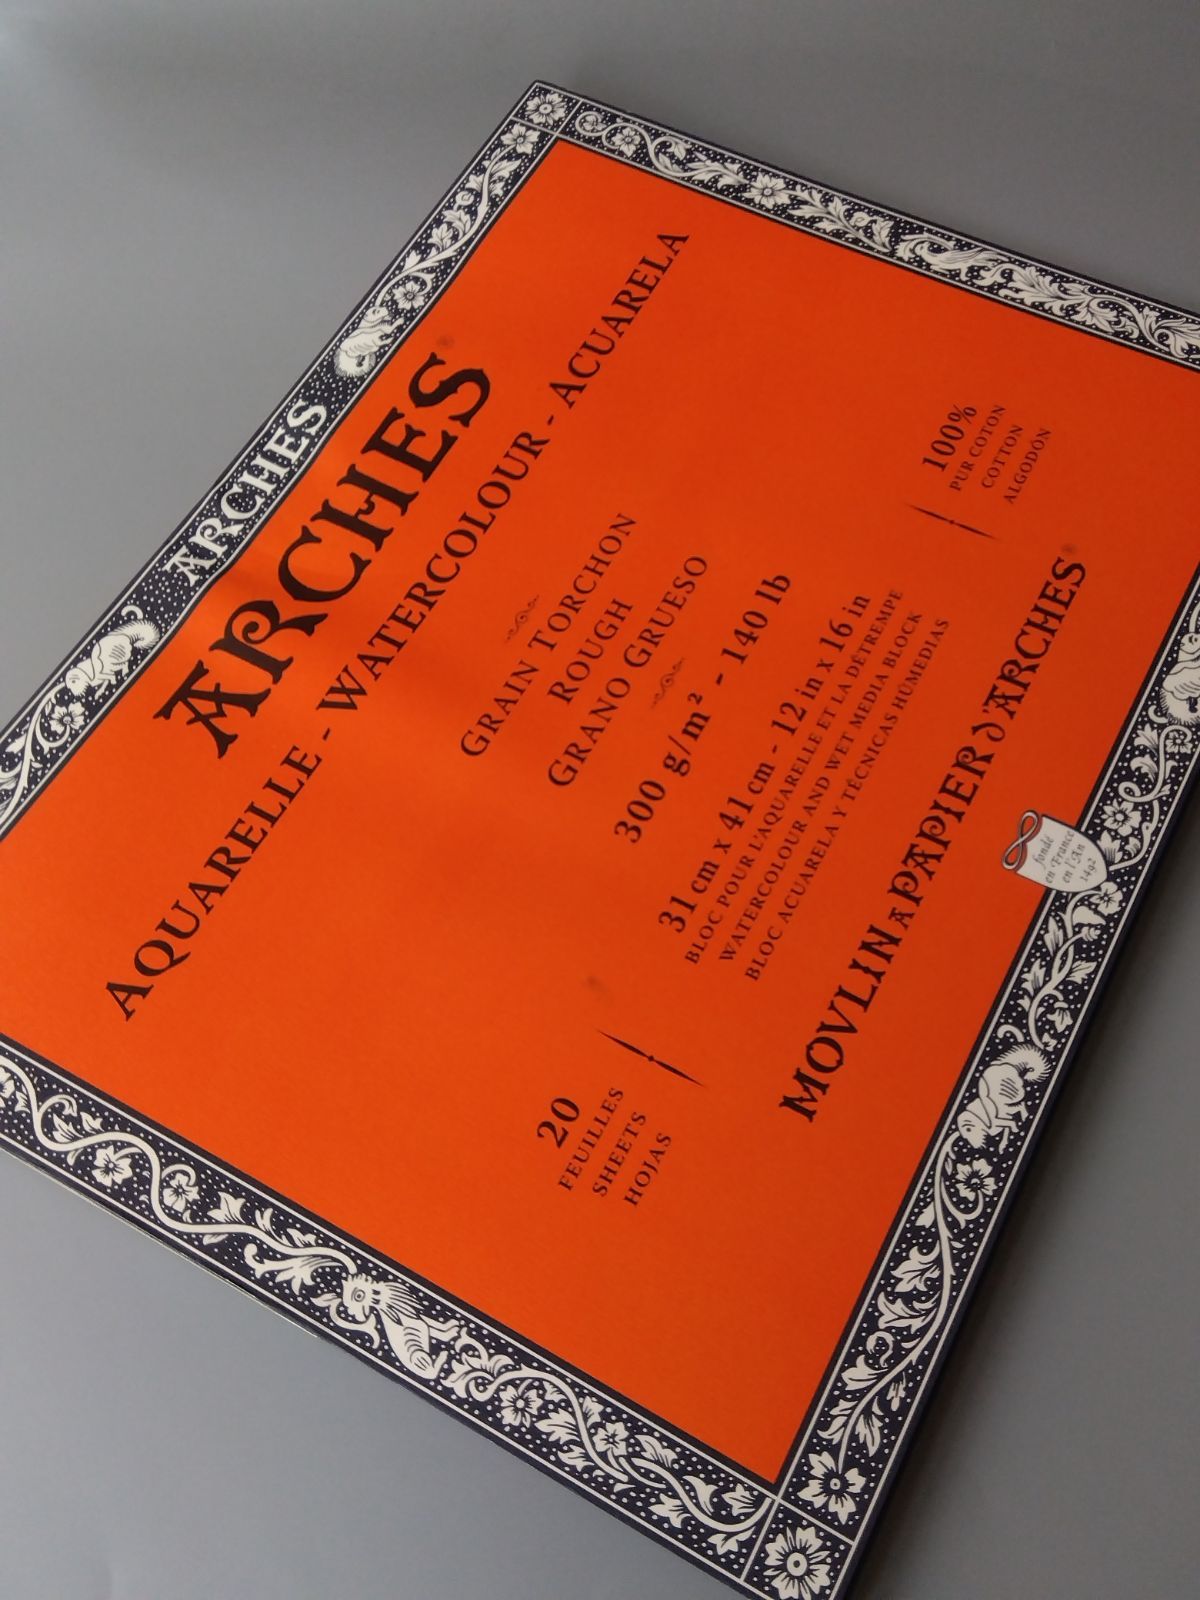 ARCHES
ARCHES®
AQUARELLE - WATERCOLOUR - ACUARELA
GRAIN TORCHON
ROUGH
GRANO GRUESO
300 g/m² - 140 lb
31 cm x 41 cm - 12 in x 16 in
BLOC POUR L'AQUARELLE ET LA DÉTREMPE
WATERCOLOUR AND WET MEDIA BLOCK
BLOC ACUARELA Y TÉCNICAS HÚMEDIAS
20
FEUILLES
SHEETS
HOJAS
100%
PUR COTON
COTTON
ALGODÓN
MOVLIN A PAPIER D'ARCHES®
fondé
en France
en l'An
1492